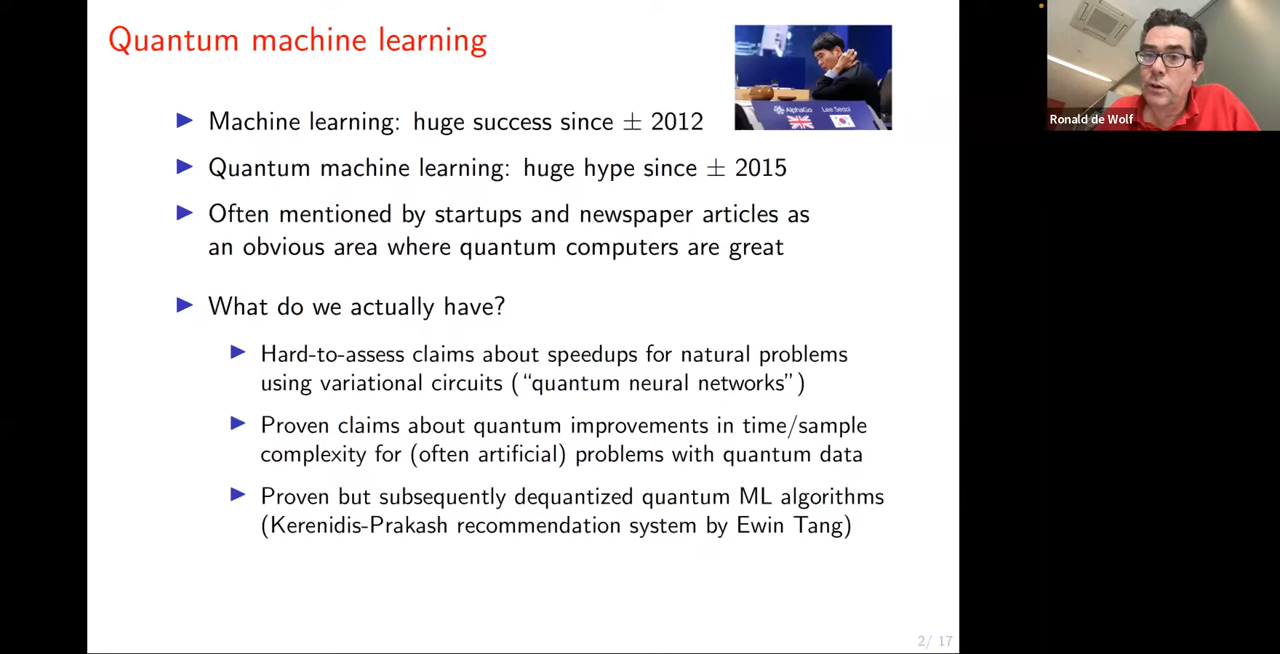 Quantum machine learning
AlphaGo
Lee Sedol
Ronald de Wolf
▶ Machine learning: huge success since ± 2012
▶ Quantum machine learning: huge hype since ± 2015
▶ Often mentioned by startups and newspaper articles as
an obvious area where quantum computers are great
▶ What do we actually have?
▶ Hard-to-assess claims about speedups for natural problems
using variational circuits (“quantum neural networks”)
▶ Proven claims about quantum improvements in time/sample
complexity for (often artificial) problems with quantum data
▶ Proven but subsequently dequantized quantum ML algorithms
(Kerenidis-Prakash recommendation system by Ewin Tang)
2/ 17